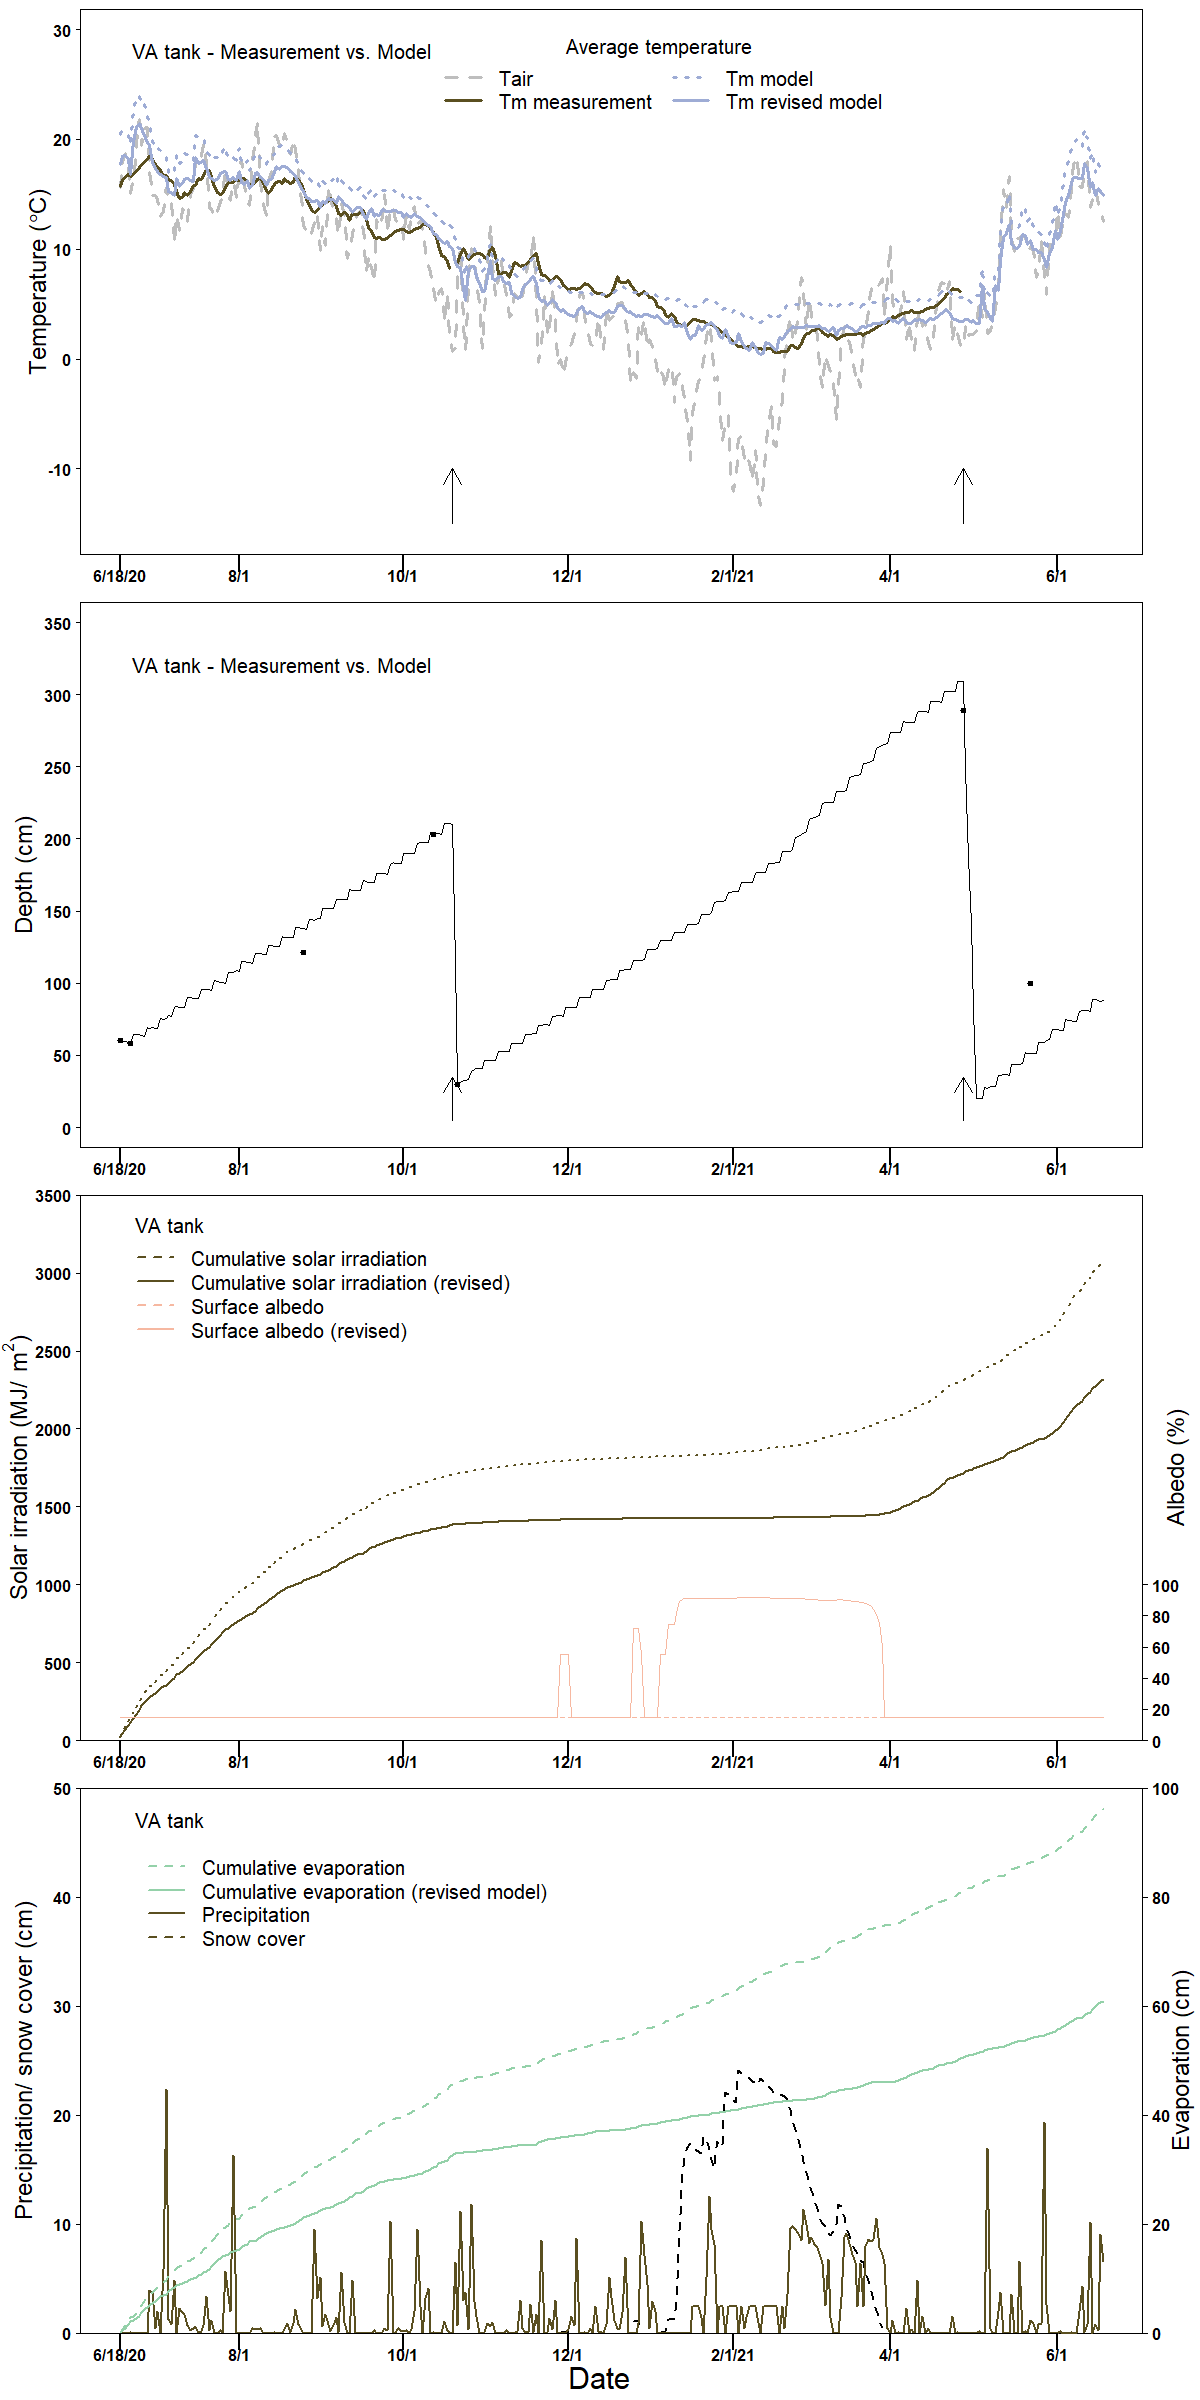 VA tank - Measurement vs. Model
Average temperature
Tair
Tm model
Tm measurement
Tm revised model
Temperature (°C)
30
20
10
0
-10
6/18/20 8/1 10/1 12/1 2/1/21 4/1 6/1
VA tank - Measurement vs. Model
Depth (cm)
350
300
250
200
150
100
50
0
6/18/20 8/1 10/1 12/1 2/1/21 4/1 6/1
VA tank
Cumulative solar irradiation
Cumulative solar irradiation (revised)
Surface albedo
Surface albedo (revised)
Solar irradiation (MJ/ m²)
3500
3000
2500
2000
1500
1000
500
0
Albedo (%)
100
80
60
40
20
0
6/18/20 8/1 10/1 12/1 2/1/21 4/1 6/1
VA tank
Cumulative evaporation
Cumulative evaporation (revised model)
Precipitation
Snow cover
Precipitation/ snow cover (cm)
50
40
30
20
10
0
Evaporation (cm)
100
80
60
40
20
0
6/18/20 8/1 10/1 12/1 2/1/21 4/1 6/1
Date